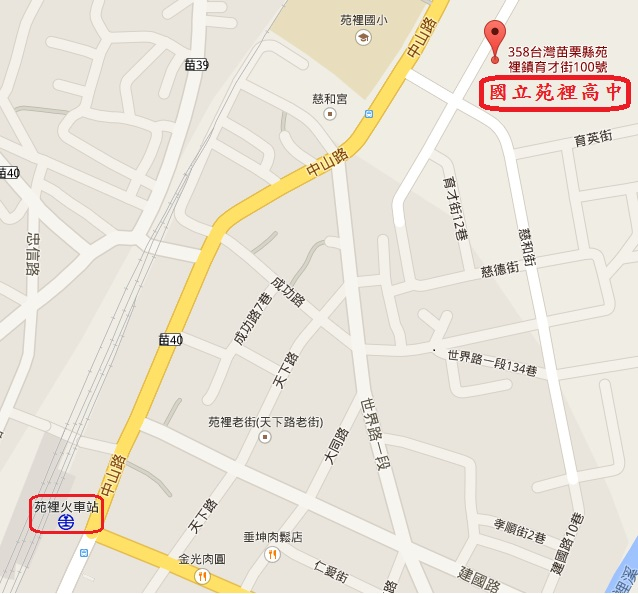 苑裡國小
中山路
358台灣苗栗縣苑
裡鎮育才街100號
國立苑裡高中
苗39
慈和宮
育英街
中山路
苗40
育才街12巷
慈和街
忠信路
慈德街
成功路
成功路7巷
苗40
天下路
世界路一段134巷
世界路一段
苑裡老街(天下路老街)
大同路
中山路
苑裡火車站
天下路
孝順街2巷
建國路10巷
垂坤肉鬆店
金光肉圓
仁愛街
建國路
路
裡溪